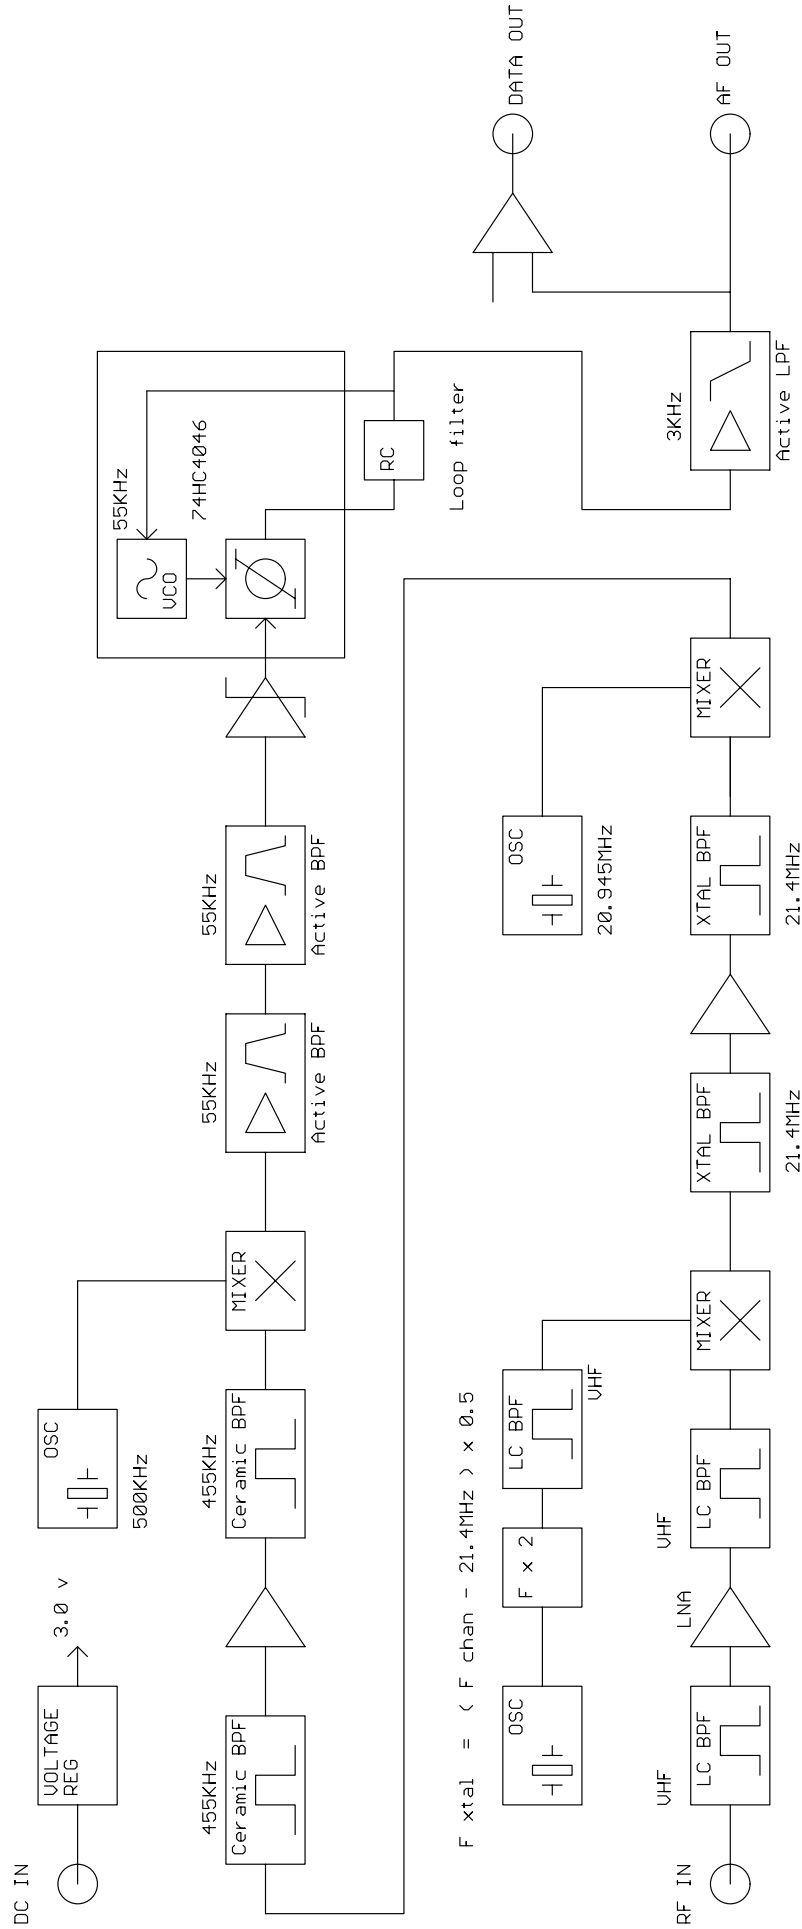 DC IN
VOLTAGE
REG
3.0 v
OSC
500KHz
455KHz
Ceramic BPF
455KHz
Ceramic BPF
MIXER
55KHz
Active BPF
55KHz
Active BPF
55KHz
VCO
74HC4046
RC
Loop filter
F xtal = ( F chan - 21.4MHz ) x 0.5
OSC
F x 2
LC BPF
VHF
OSC
20.945MHz
RF IN
VHF
LC BPF
LNA
VHF
LC BPF
MIXER
XTAL BPF
21.4MHz
XTAL BPF
21.4MHz
MIXER
3KHz
Active LPF
DATA OUT
AF OUT